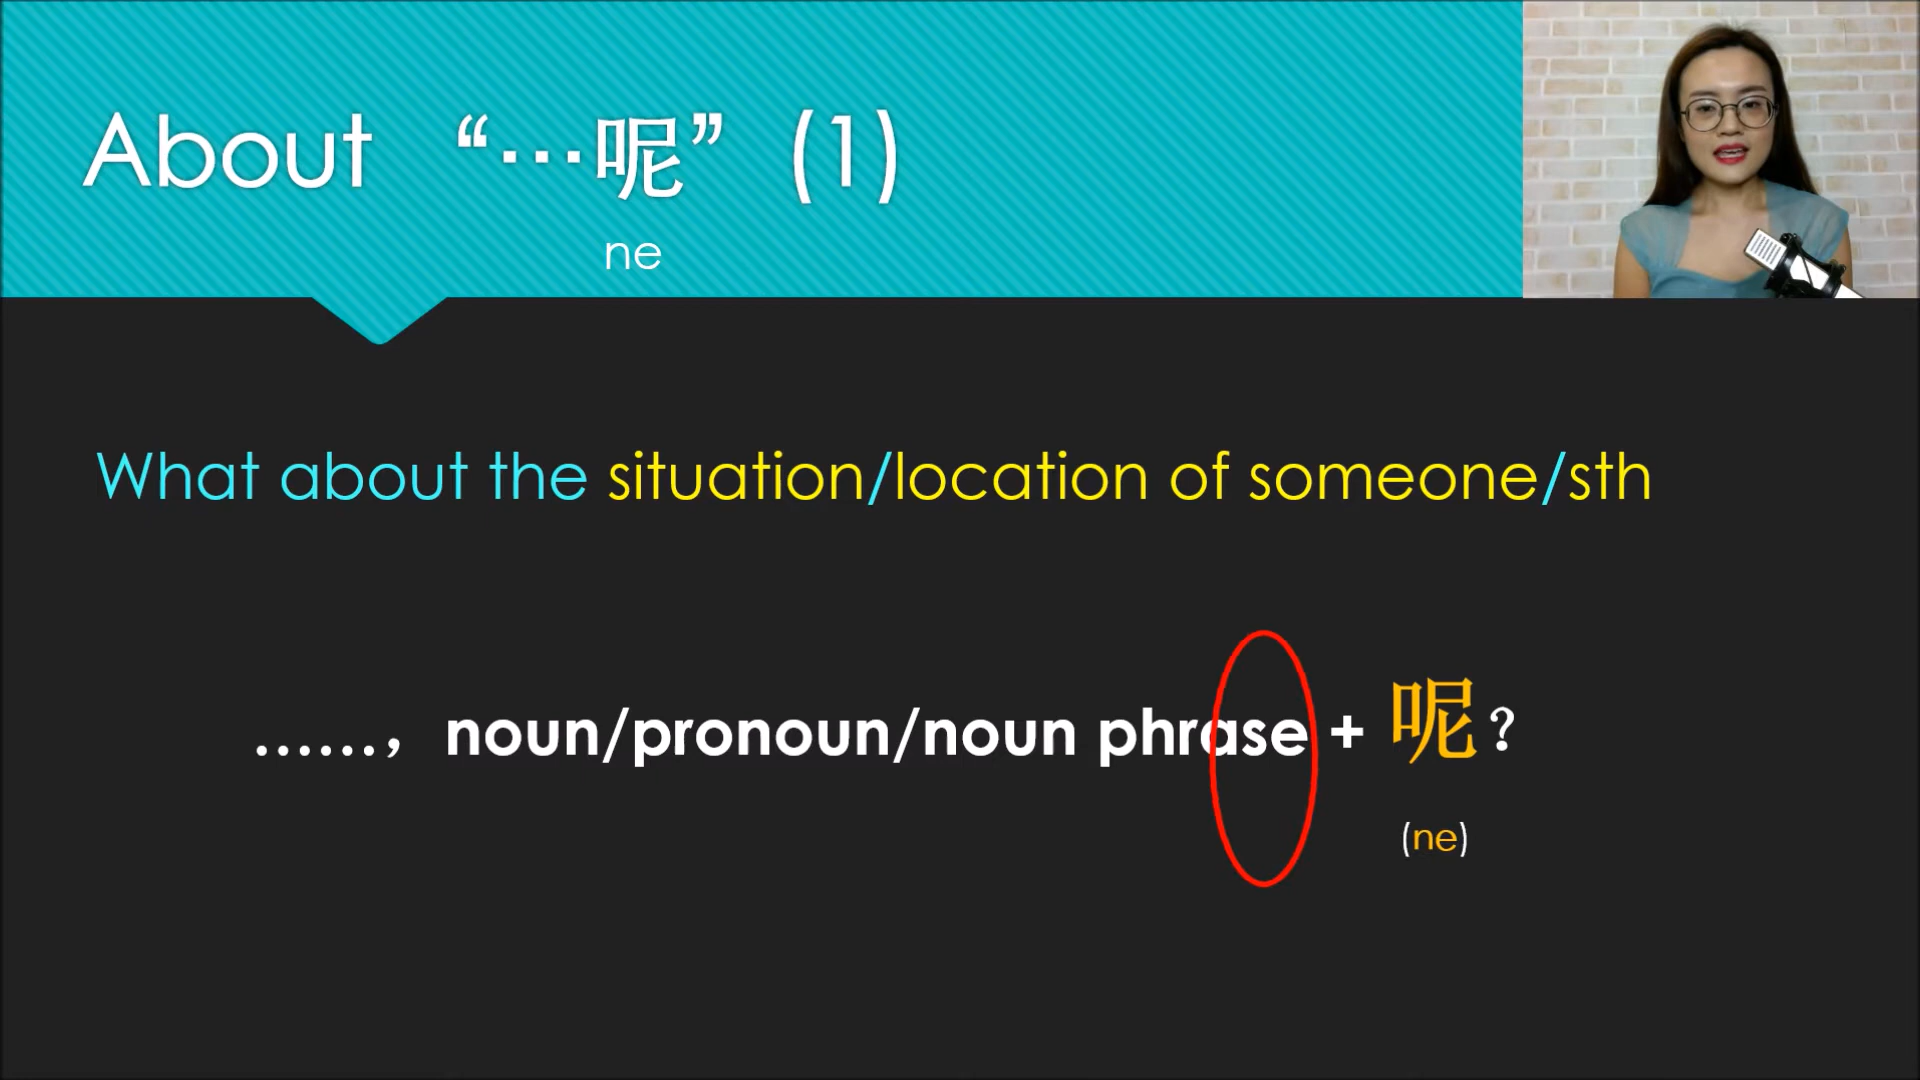 About “…呢” (1)
ne
What about the situation/location of someone/sth
……，noun/pronoun/noun phrase + 呢？
(ne)